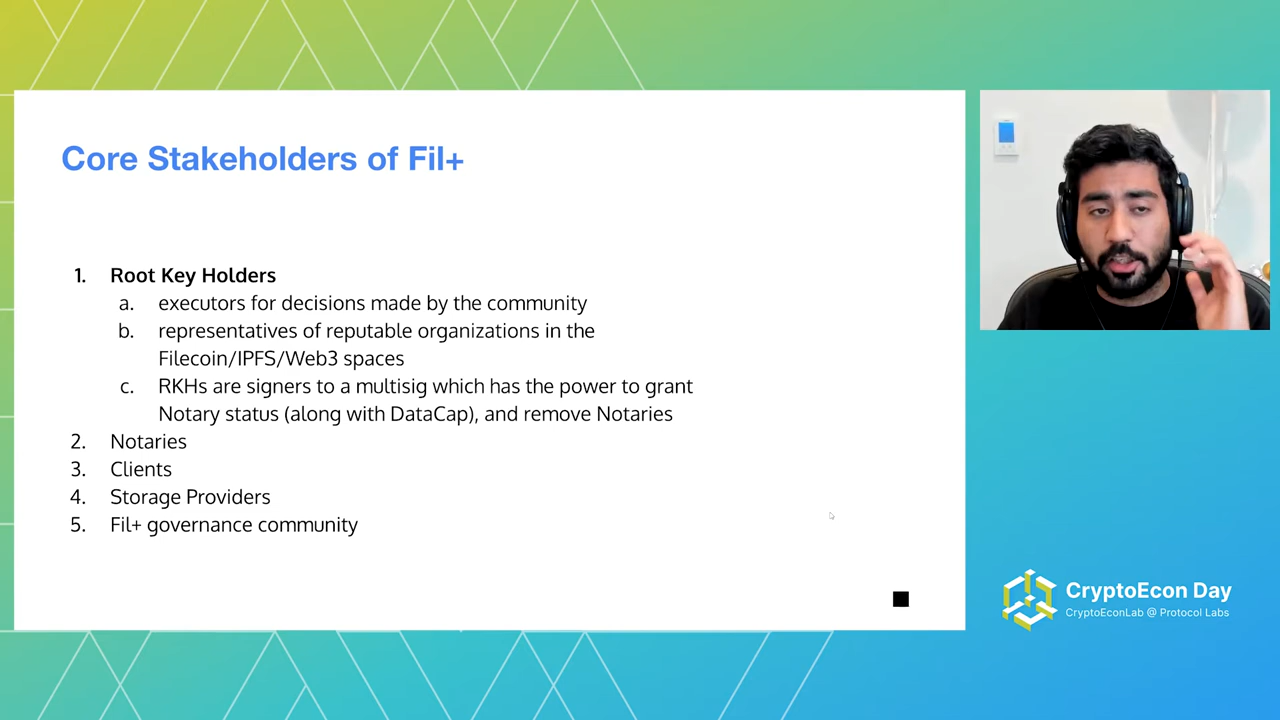 Core Stakeholders of Fil+
1. Root Key Holders
a. executors for decisions made by the community
b. representatives of reputable organizations in the
Filecoin/IPFS/Web3 spaces
c. RKHs are signers to a multisig which has the power to grant
Notary status (along with DataCap), and remove Notaries
2. Notaries
3. Clients
4. Storage Providers
5. Fil+ governance community
CryptoEcon Day
CryptoEconLab @ Protocol Labs